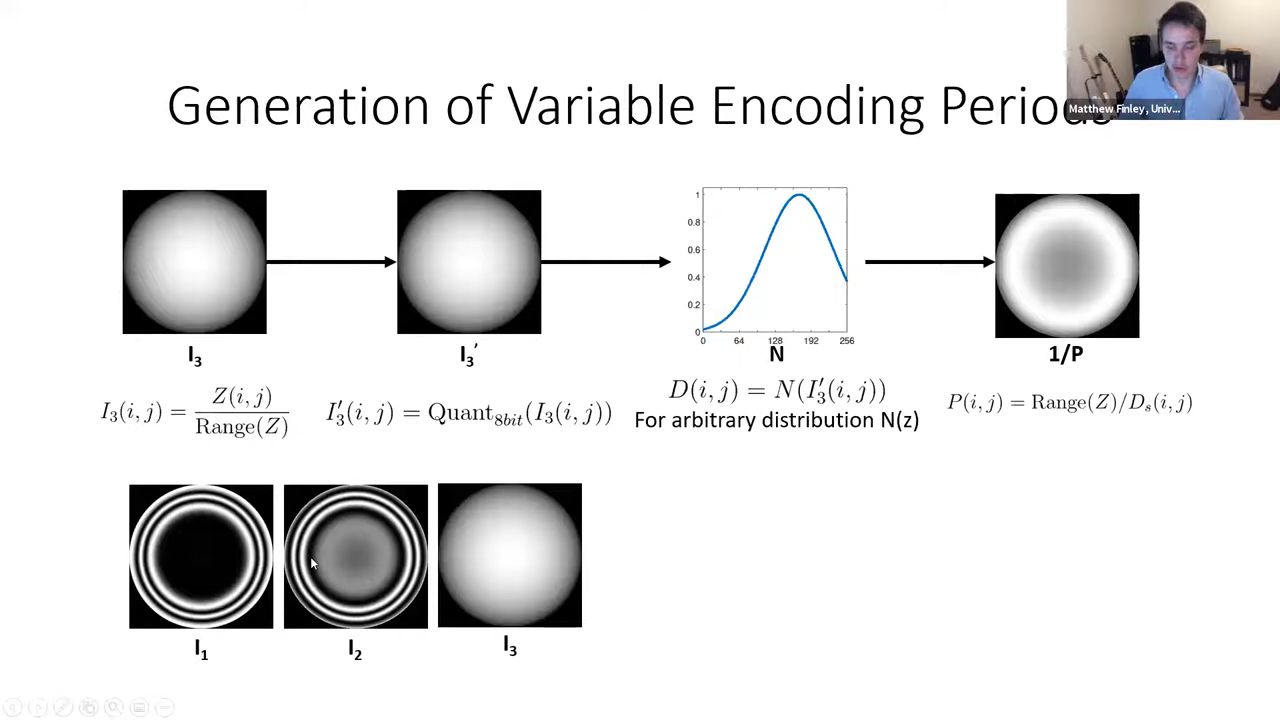 Generation of Variable Encoding Periods
Matthew Finley, Univ...
1
0.8
0.6
0.4
0.2
0
0 64 128 192 256
I₃
I₃′
N
1/P
I₃(i, j) = Z(i, j) / Range(Z)
I′₃(i, j) = Quant₈bit(I₃(i, j))
D(i, j) = N(I′₃(i, j))
For arbitrary distribution N(z)
P(i, j) = Range(Z)/Dₛ(i, j)
I₁
I₂
I₃